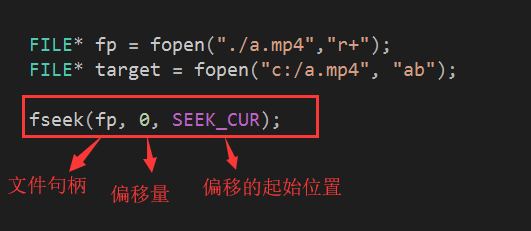 FILE* fp = fopen("./a.mp4","r+");
FILE* target = fopen("c:/a.mp4", "ab");
fseek(fp, 0, SEEK_CUR);
文件句柄 偏移量 偏移的起始位置